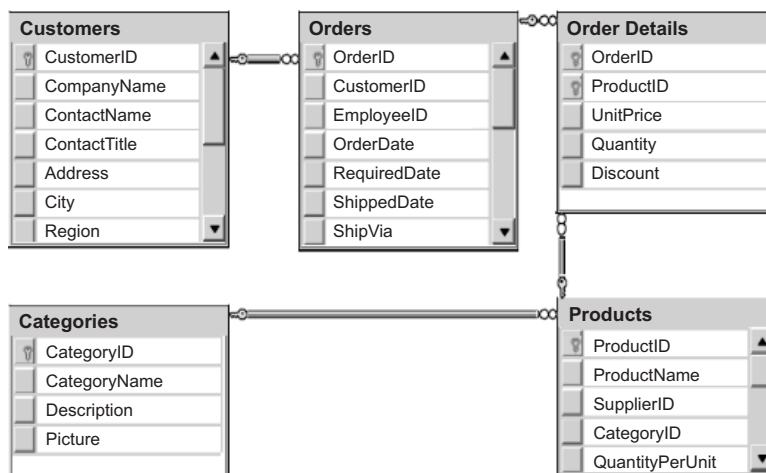 Customers
CustomerID
CompanyName
ContactName
ContactTitle
Address
City
Region
Orders
OrderID
CustomerID
EmployeeID
OrderDate
RequiredDate
ShippedDate
ShipVia
Order Details
OrderID
ProductID
UnitPrice
Quantity
Discount
Categories
CategoryID
CategoryName
Description
Picture
Products
ProductID
ProductName
SupplierID
CategoryID
QuantityPerUnit